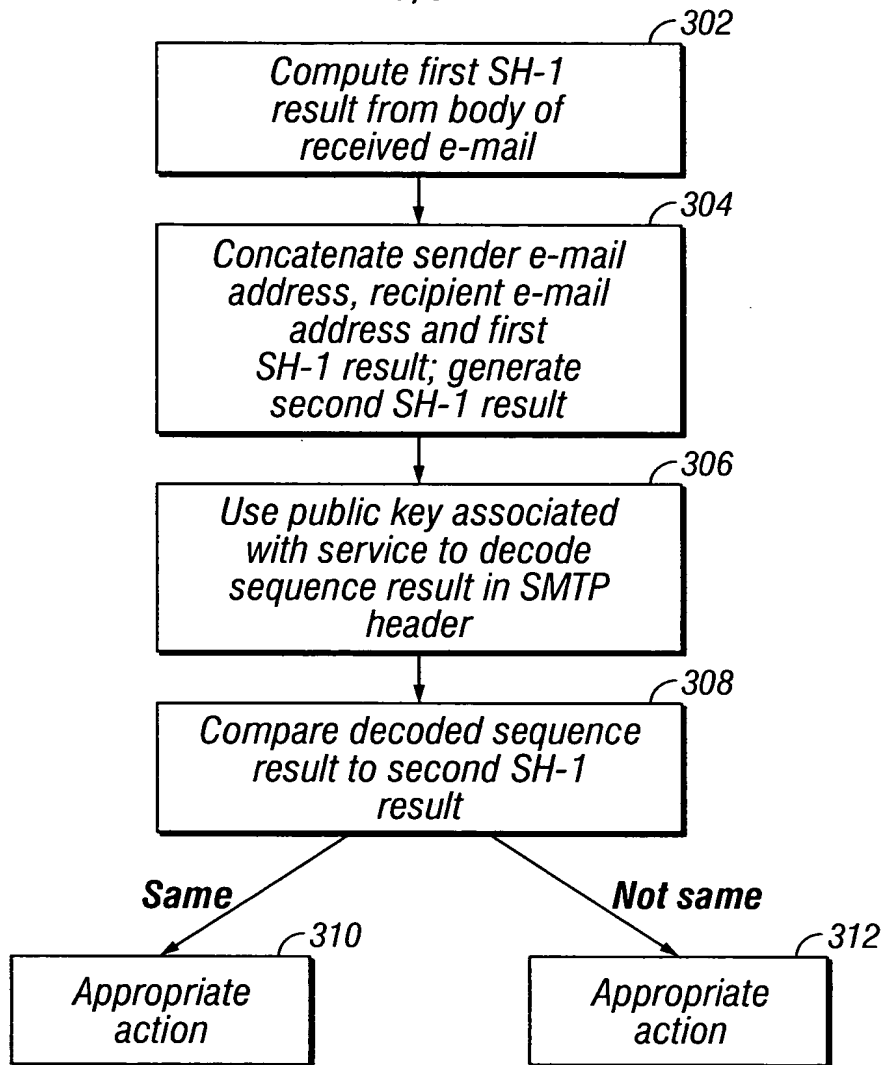 302
Compute first SH-1
result from body of
received e-mail
304
Concatenate sender e-mail
address, recipient e-mail
address and first
SH-1 result; generate
second SH-1 result
306
Use public key associated
with service to decode
sequence result in SMTP
header
308
Compare decoded sequence
result to second SH-1
result
Same
Not same
310
Appropriate
action
312
Appropriate
action